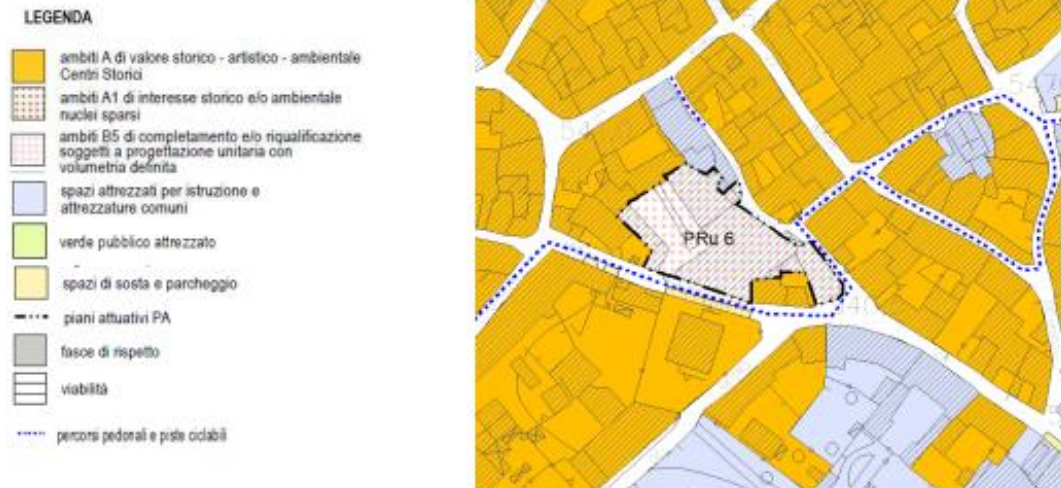 LEGENDA
ambiti A di valore storico - artistico - ambientale
Centri Storici
ambiti A1 di interesse storico e/o ambientale
nuclei sparsi
ambiti B5 di completamento e/o riqualificazione
soggetti a progettazione unitaria con
volumetria definita
spazi attrezzati per istruzione e
attrezzature comuni
verde pubblico attrezzato
spazi di sosta e parcheggio
piani attuativi PA
fasce di rispetto
viabilità
percorsi pedonali e piste ciclabili
PRu 6